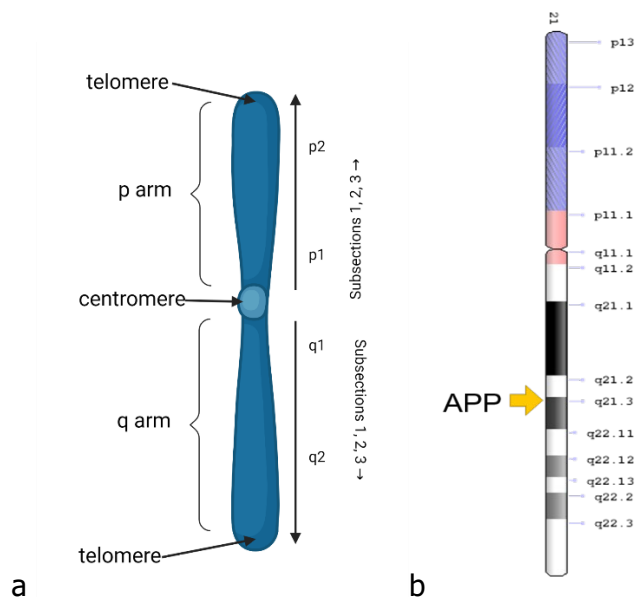 telomere
p2
p arm
Subsections 1, 2, 3 →
p1
centromere
q1
Subsections 1, 2, 3 →
q arm
q2
telomere
a
21
p13
p12
p11.2
p11.1
q11.1
q11.2
q21.1
q21.2
APP
q21.3
q22.11
q22.12
q22.13
q22.2
q22.3
b